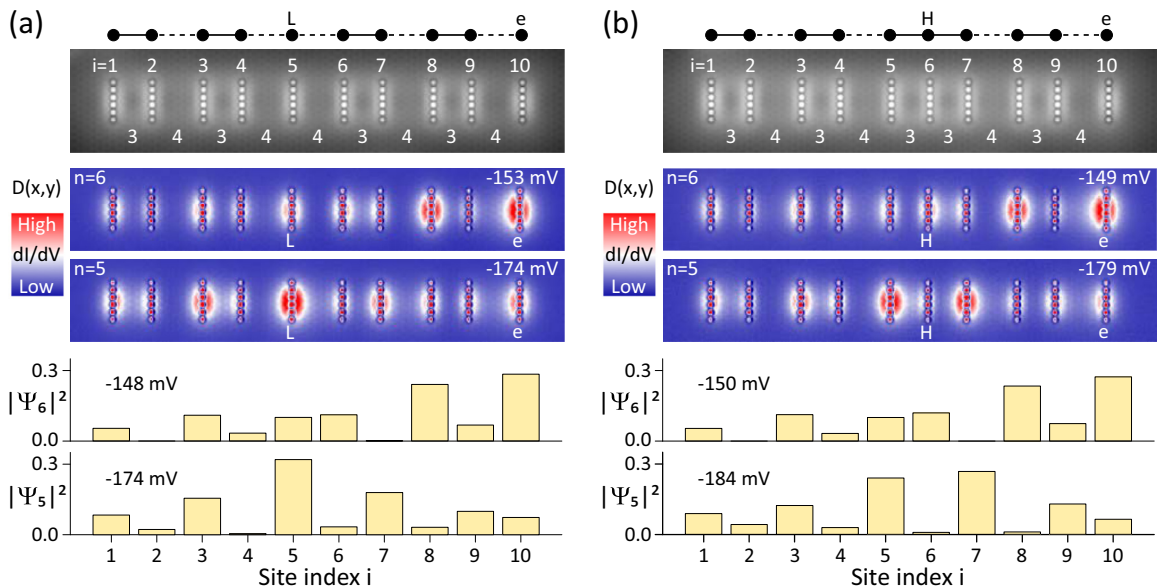 (a)
L e
i=1 2 3 4 5 6 7 8 9 10
3 4 3 4 4 3 4 3 4
D(x,y)
High
dI/dV
Low
n=6 -153 mV
L e
n=5 -174 mV
L e
0.3
-148 mV
|Ψ₆|²
0.0
0.3
-174 mV
|Ψ₅|²
0.0
1 2 3 4 5 6 7 8 9 10
Site index i
(b)
H e
i=1 2 3 4 5 6 7 8 9 10
3 4 3 4 3 3 4 3 4
D(x,y)
High
dI/dV
Low
n=6 -149 mV
H e
n=5 -179 mV
H e
0.3
-150 mV
|Ψ₆|²
0.0
0.3
-184 mV
|Ψ₅|²
0.0
1 2 3 4 5 6 7 8 9 10
Site index i